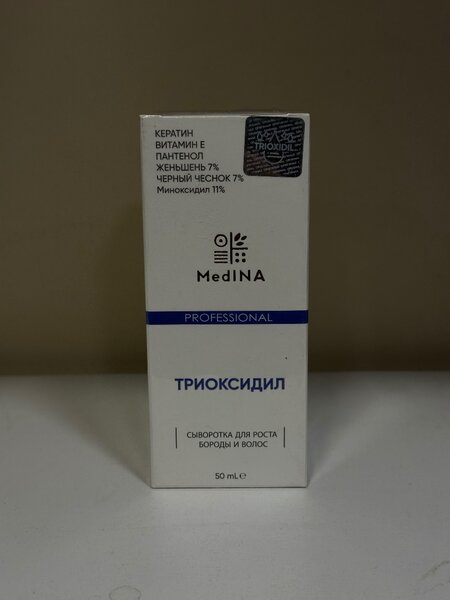 КЕРАТИН
ВИТАМИН Е
ПАНТЕНОЛ
ЖЕНЬШЕНЬ 7%
ЧЕРНЫЙ ЧЕСНОК 7%
Миноксидил 11%
TRIOXIDIL
MedINA
PROFESSIONAL
ТРИОКСИДИЛ
СЫВОРОТКА ДЛЯ РОСТА
БОРОДЫ И ВОЛОС
50 mL ℮